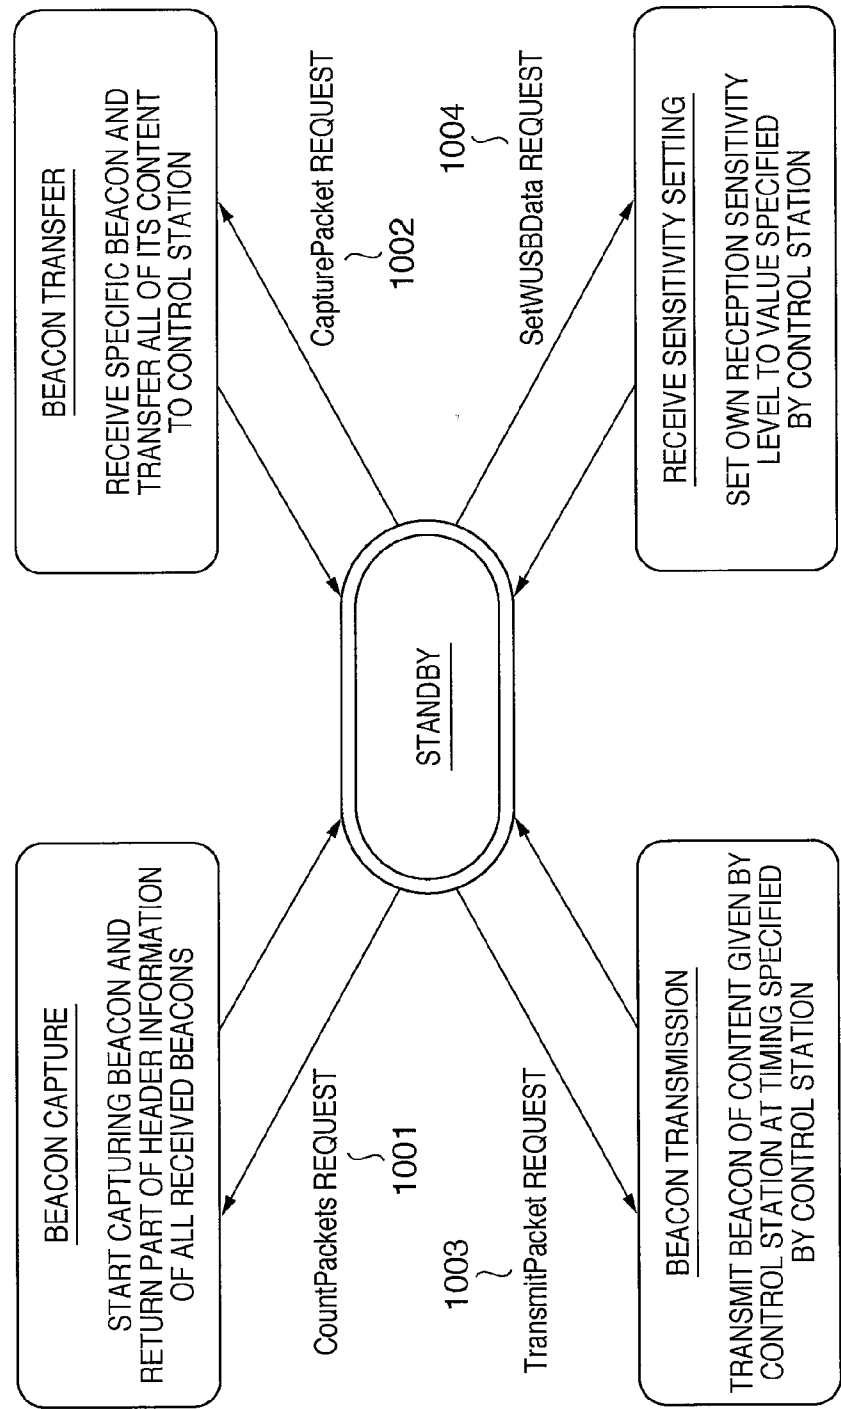 BEACON CAPTURE
START CAPTURING BEACON AND
RETURN PART OF HEADER INFORMATION
OF ALL RECEIVED BEACONS
BEACON TRANSFER
RECEIVE SPECIFIC BEACON AND
TRANSFER ALL OF ITS CONTENT
TO CONTROL STATION
CountPackets REQUEST
1001
CapturePacket REQUEST
1002
STANDBY
1003
TransmitPacket REQUEST
1004
SetWUSBData REQUEST
BEACON TRANSMISSION
TRANSMIT BEACON OF CONTENT GIVEN BY
CONTROL STATION AT TIMING SPECIFIED
BY CONTROL STATION
RECEIVE SENSITIVITY SETTING
SET OWN RECEPTION SENSITIVITY
LEVEL TO VALUE SPECIFIED
BY CONTROL STATION